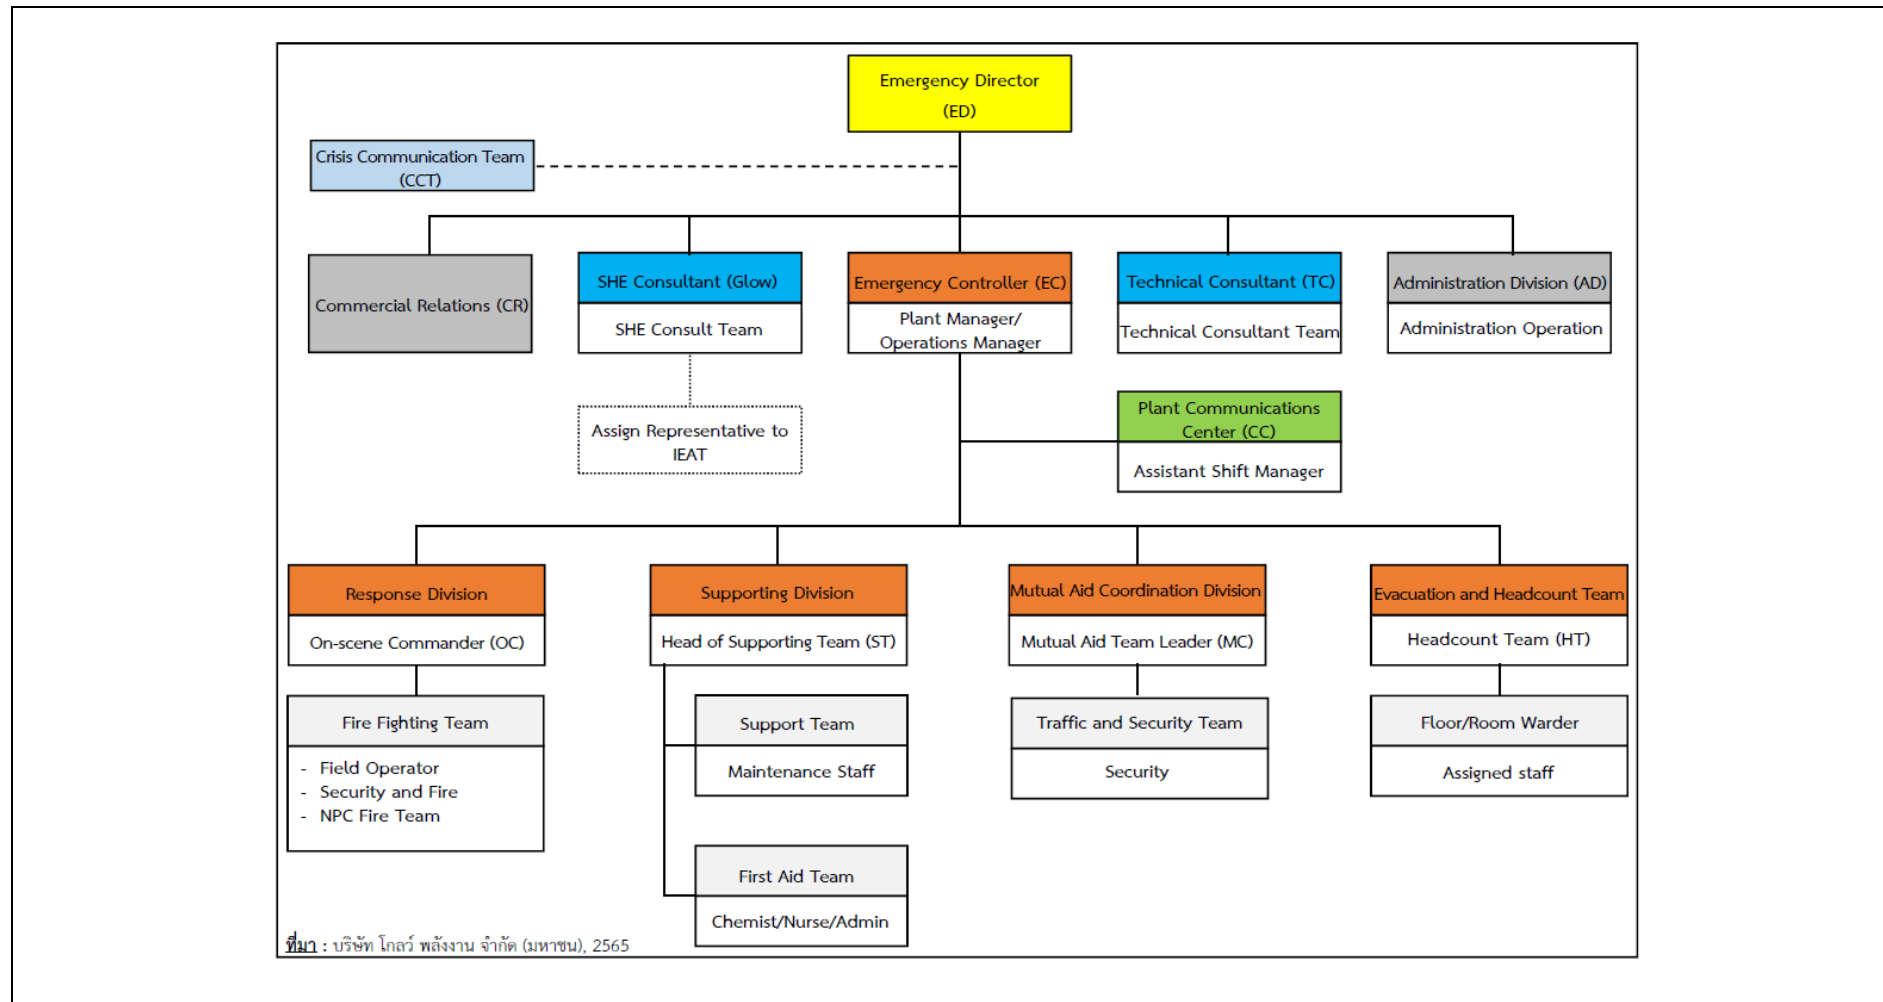 Emergency Director
(ED)
Crisis Communication Team
(CCT)
Commercial Relations (CR)
SHE Consultant (Glow)
SHE Consult Team
Emergency Controller (EC)
Plant Manager/
Operations Manager
Technical Consultant (TC)
Technical Consultant Team
Administration Division (AD)
Administration Operation
Assign Representative to
IEAT
Plant Communications
Center (CC)
Assistant Shift Manager
Response Division
On-scene Commander (OC)
Supporting Division
Head of Supporting Team (ST)
Mutual Aid Coordination Division
Mutual Aid Team Leader (MC)
Evacuation and Headcount Team
Headcount Team (HT)
Fire Fighting Team
- Field Operator
- Security and Fire
- NPC Fire Team
Support Team
Maintenance Staff
Traffic and Security Team
Security
Floor/Room Warder
Assigned staff
First Aid Team
Chemist/Nurse/Admin
ที่มา : บริษัท โกลว์ พลังงาน จำกัด (มหาชน), 2565